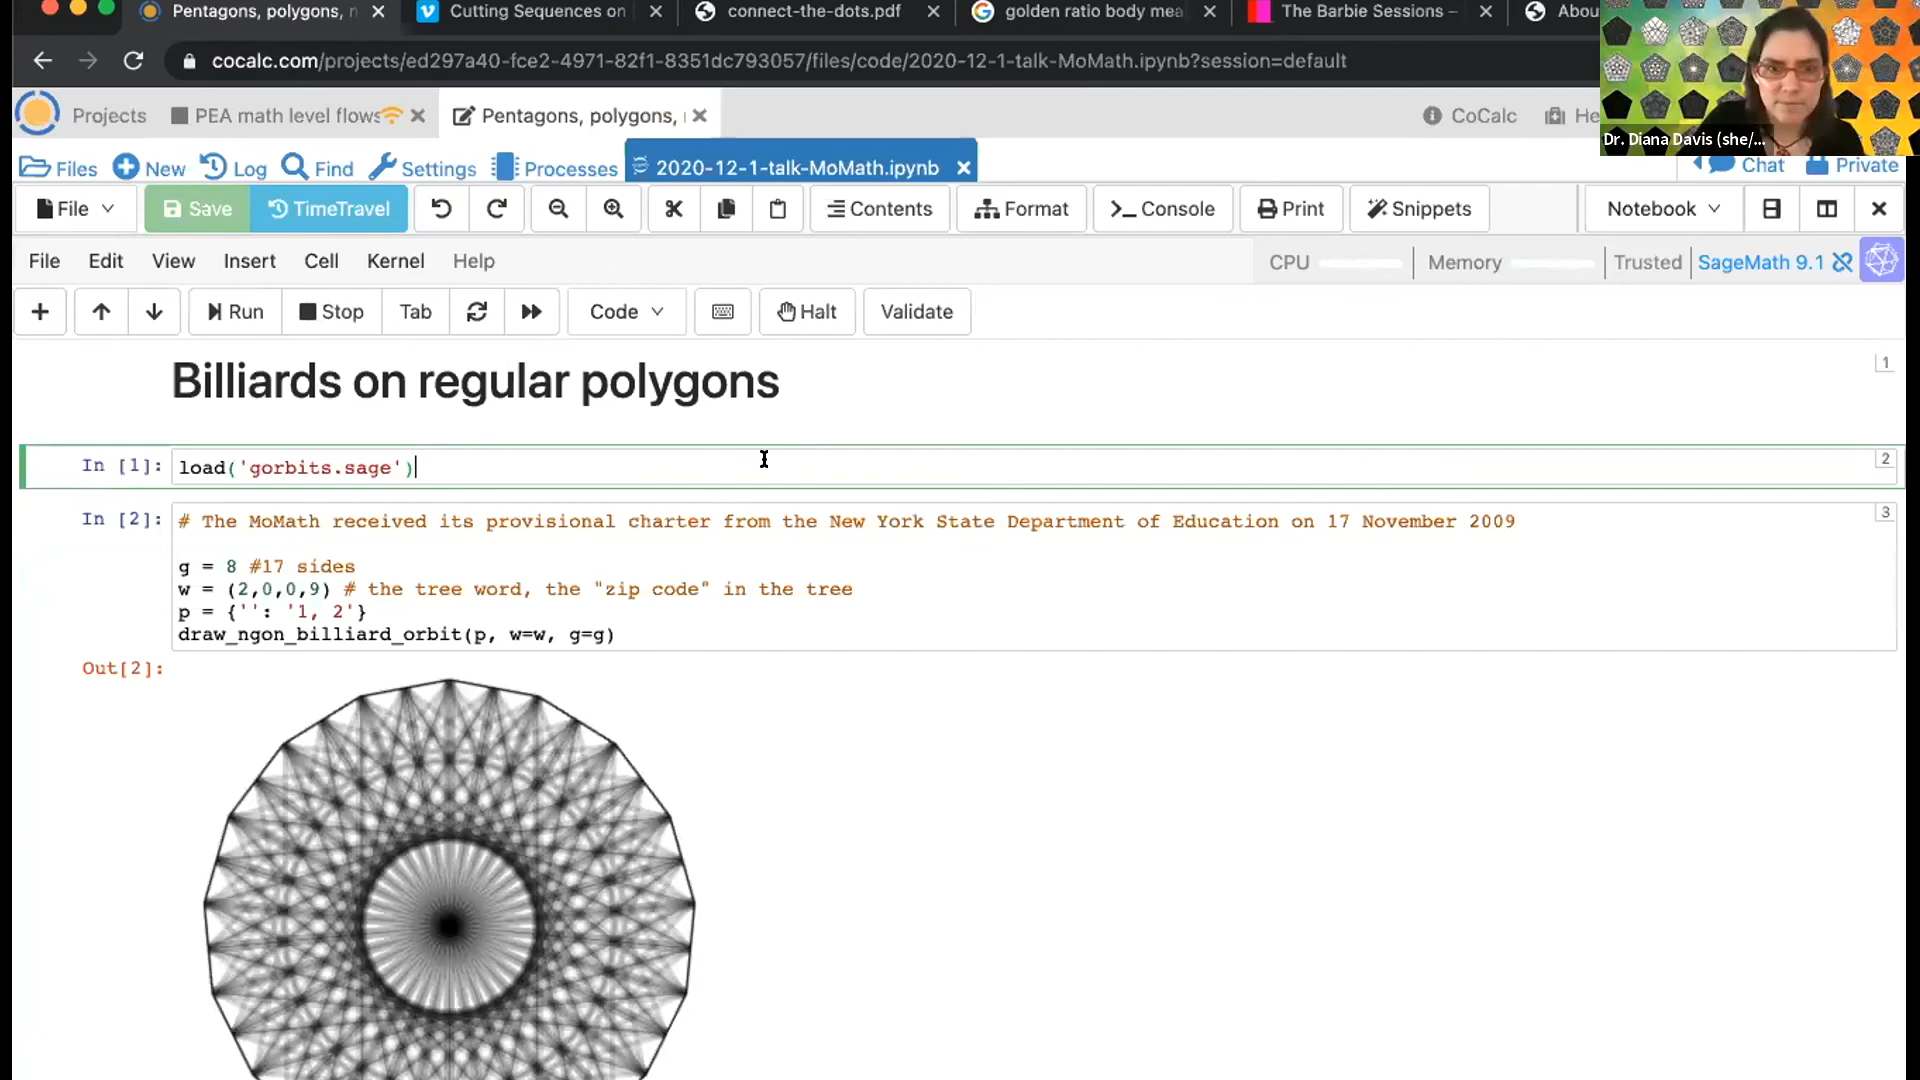 Pentagons, polygons, n
Cutting Sequences on
connect-the-dots.pdf
golden ratio body mea
The Barbie Sessions –
Abou
cocalc.com/projects/ed297a40-fce2-4971-82f1-8351dc793057/files/code/2020-12-1-talk-MoMath.ipynb?session=default
Projects
PEA math level flows
Pentagons, polygons,
CoCalc
He
Dr. Diana Davis (she/...
Files
New
Log
Find
Settings
Processes
2020-12-1-talk-MoMath.ipynb
Chat
Private
File
Save
TimeTravel
Contents
Format
Console
Print
Snippets
Notebook
File Edit View Insert Cell Kernel Help
CPU
Memory
Trusted
SageMath 9.1
Run
Stop
Tab
Code
Halt
Validate
Billiards on regular polygons
1
In [1]: load('gorbits.sage')
2
In [2]: # The MoMath received its provisional charter from the New York State Department of Education on 17 November 2009
3
g = 8 #17 sides
w = (2,0,0,9) # the tree word, the "zip code" in the tree
p = {'': '1, 2'}
draw_ngon_billiard_orbit(p, w=w, g=g)
Out[2]: